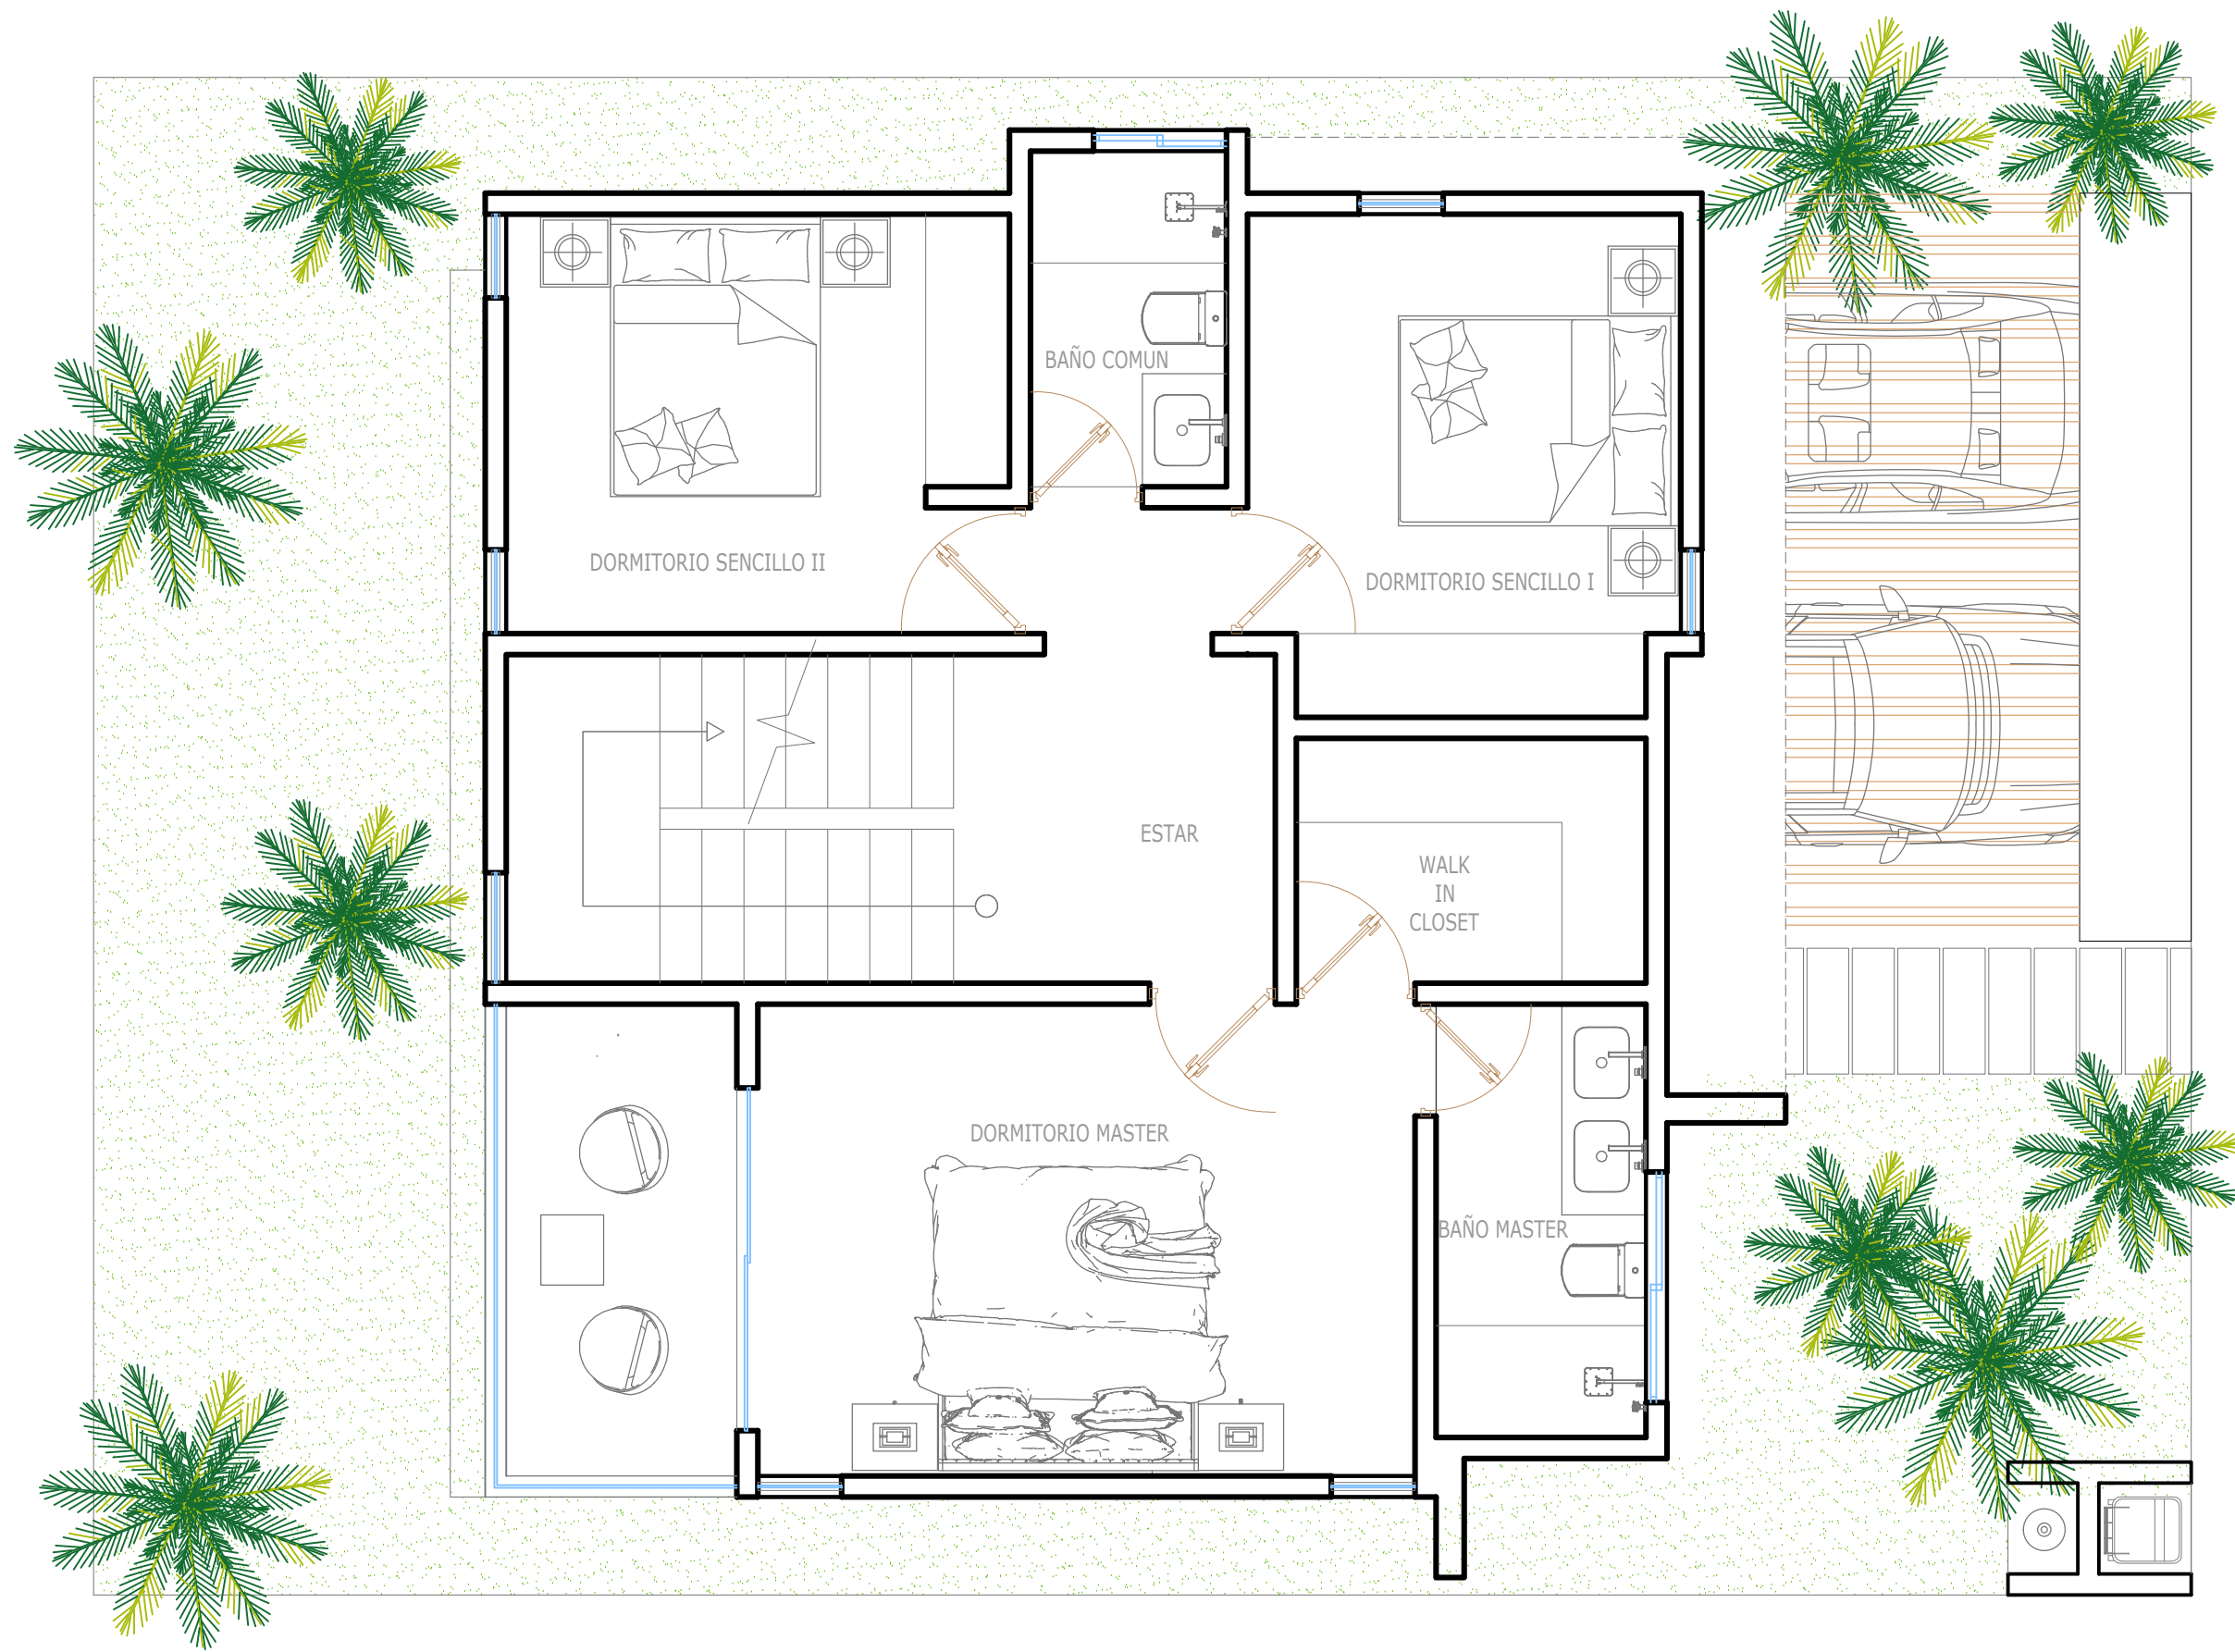 BAÑO COMUN
DORMITORIO SENCILLO II
DORMITORIO SENCILLO I
ESTAR
WALK
IN
CLOSET
DORMITORIO MASTER
BAÑO MASTER